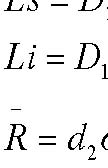 Ls = D
Li = D₁
R̄ = d₂